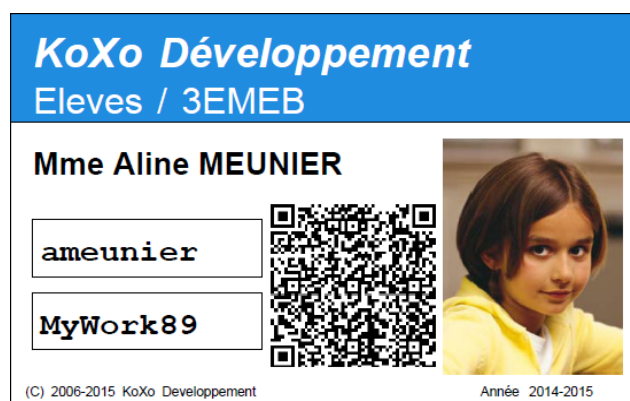 KoXo Développement
Eleves / 3EMEB
Mme Aline MEUNIER
ameunier
MyWork89
(C) 2006-2015 KoXo Developpement
Année 2014-2015